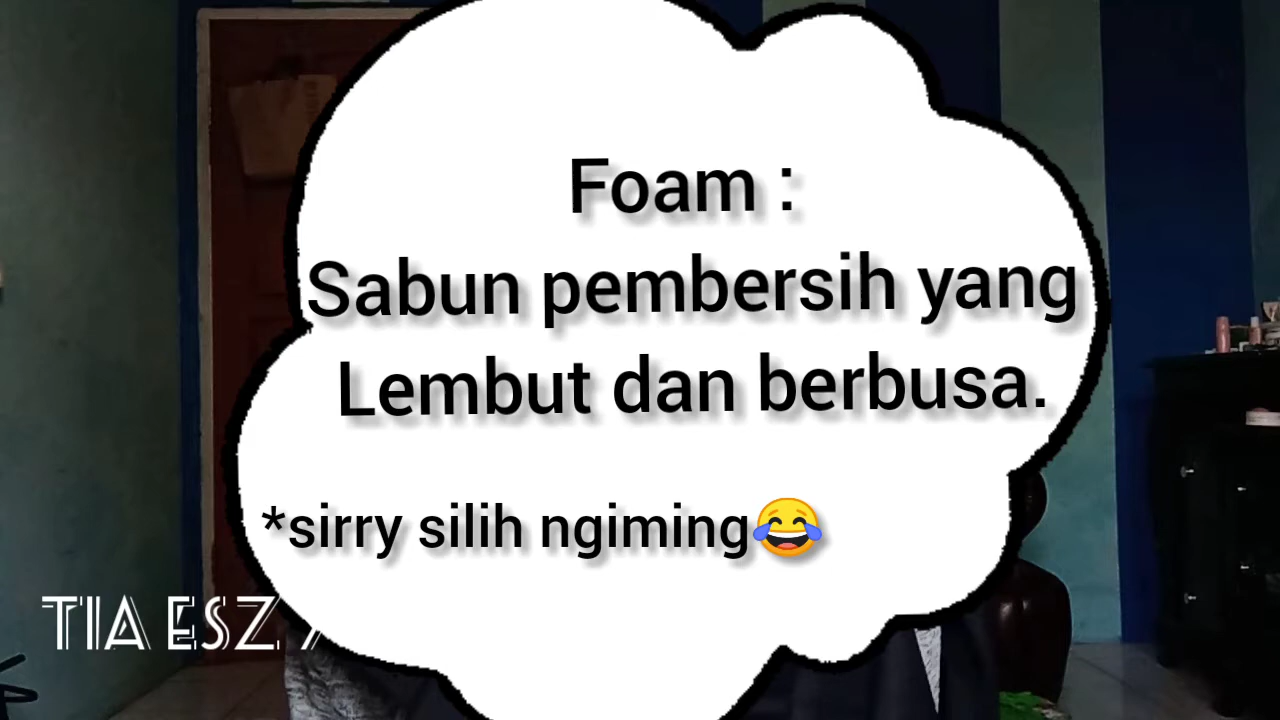 Foam :
Sabun pembersih yang
Lembut dan berbusa.
*sirry silih ngiming😂
TIA ESZ